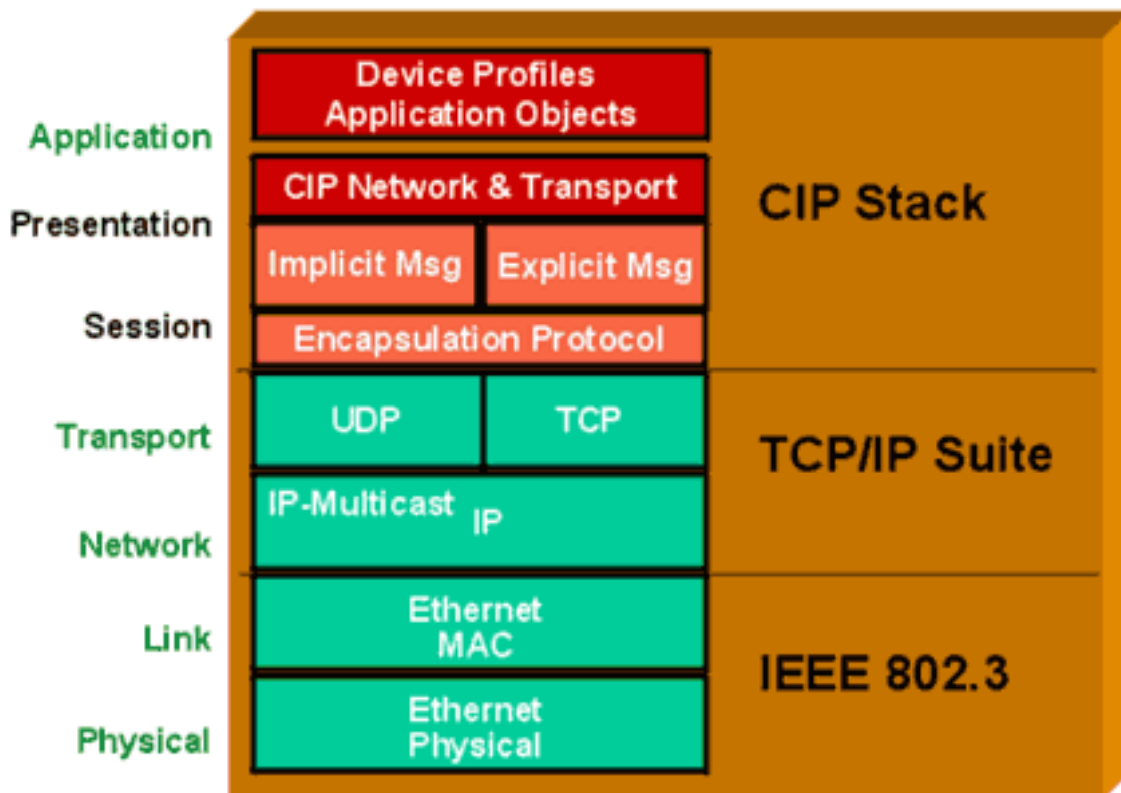 Device Profiles
Application Objects
Application
CIP Network & Transport
CIP Stack
Presentation
Implicit Msg
Explicit Msg
Session
Encapsulation Protocol
UDP
TCP
Transport
TCP/IP Suite
IP-Multicast
IP
Network
Ethernet
MAC
Link
IEEE 802.3
Ethernet
Physical
Physical